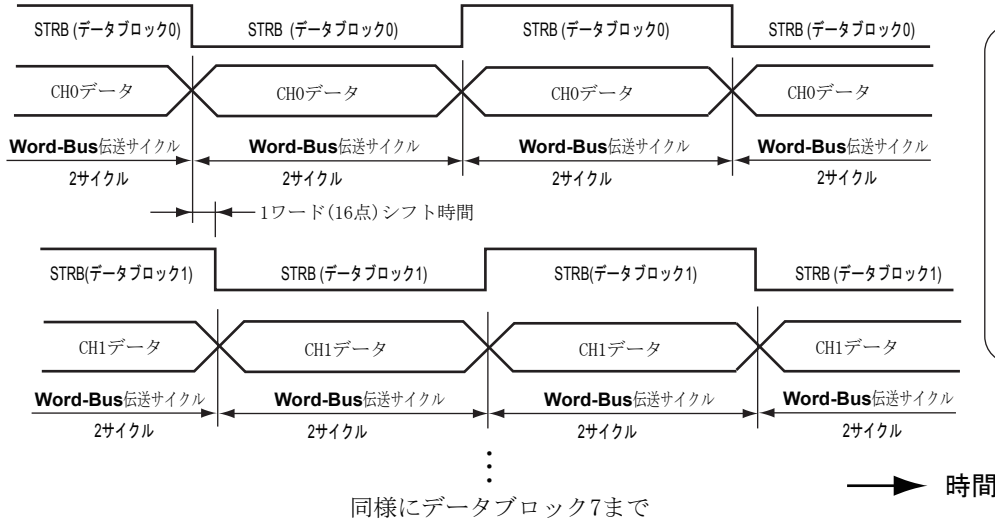 STRB (データブロック0) STRB (データブロック0) STRB (データブロック0) STRB (データブロック0)
CH0データ CH0データ CH0データ CH0データ
Word-Bus伝送サイクル Word-Bus伝送サイクル Word-Bus伝送サイクル Word-Bus伝送サイクル
2サイクル 2サイクル 2サイクル 2サイクル
1ワード(16点)シフト時間
STRB(データブロック1) STRB (データブロック1) STRB(データブロック1) STRB (データブロック1)
CH1データ CH1データ CH1データ CH1データ
Word-Bus伝送サイクル Word-Bus伝送サイクル Word-Bus伝送サイクル Word-Bus伝送サイクル
2サイクル 2サイクル 2サイクル 2サイクル
⋮
時間
同様にデータブロック7まで